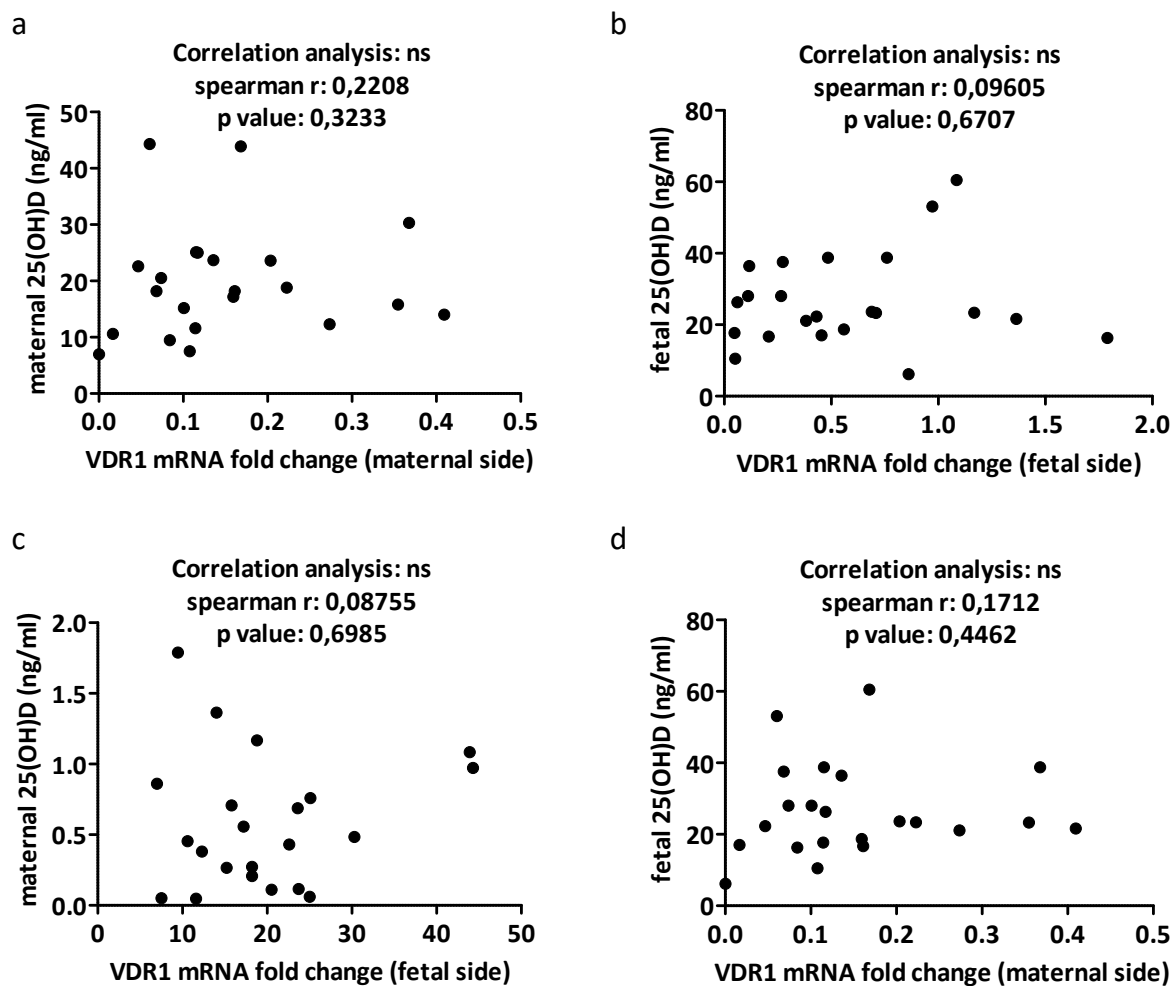 a
Correlation analysis: ns
spearman r: 0,2208
p value: 0,3233
maternal 25(OH)D (ng/ml)
50
40
30
20
10
0
0.0 0.1 0.2 0.3 0.4 0.5
VDR1 mRNA fold change (maternal side)
b
Correlation analysis: ns
spearman r: 0,09605
p value: 0,6707
fetal 25(OH)D (ng/ml)
80
60
40
20
0
0.0 0.5 1.0 1.5 2.0
VDR1 mRNA fold change (fetal side)
c
Correlation analysis: ns
spearman r: 0,08755
p value: 0,6985
maternal 25(OH)D (ng/ml)
2.0
1.5
1.0
0.5
0.0
0 10 20 30 40 50
VDR1 mRNA fold change (fetal side)
d
Correlation analysis: ns
spearman r: 0,1712
p value: 0,4462
fetal 25(OH)D (ng/ml)
80
60
40
20
0
0.0 0.1 0.2 0.3 0.4 0.5
VDR1 mRNA fold change (maternal side)